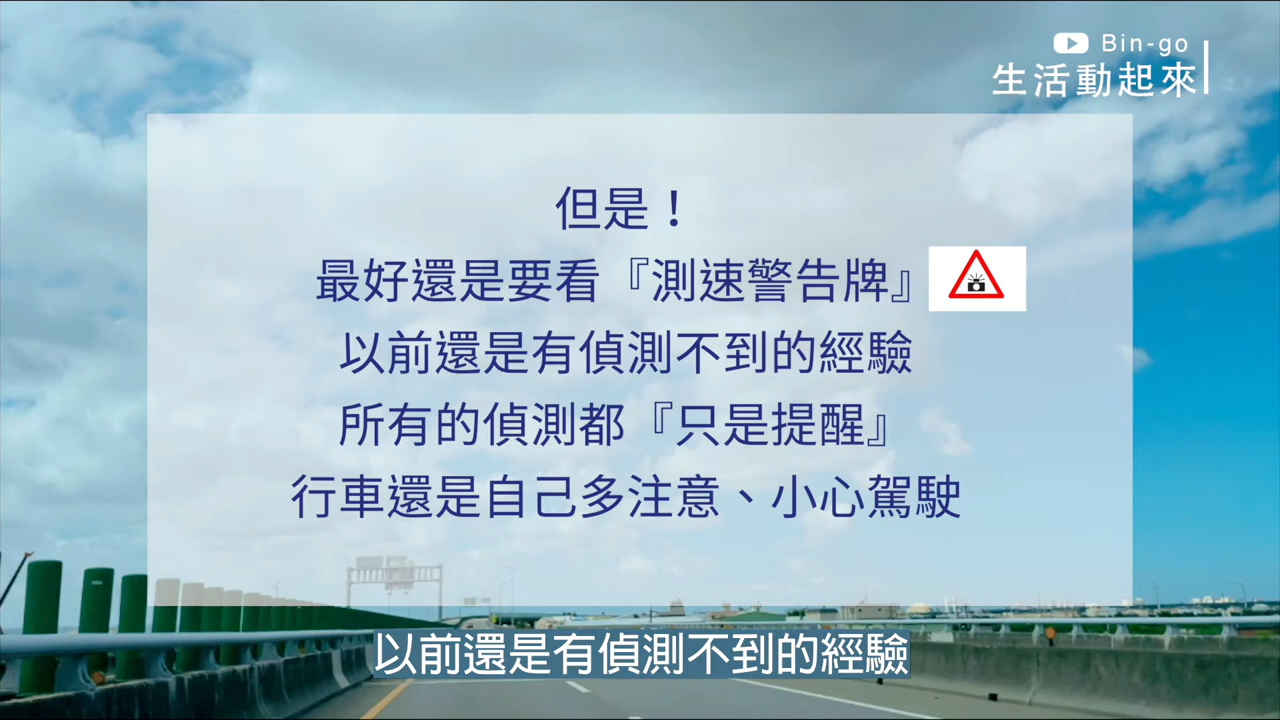 Bin-go
生活動起來
但是！
最好還是要看『測速警告牌』
以前還是有偵測不到的經驗
所有的偵測都『只是提醒』
行車還是自己多注意、小心駕駛
以前還是有偵測不到的經驗